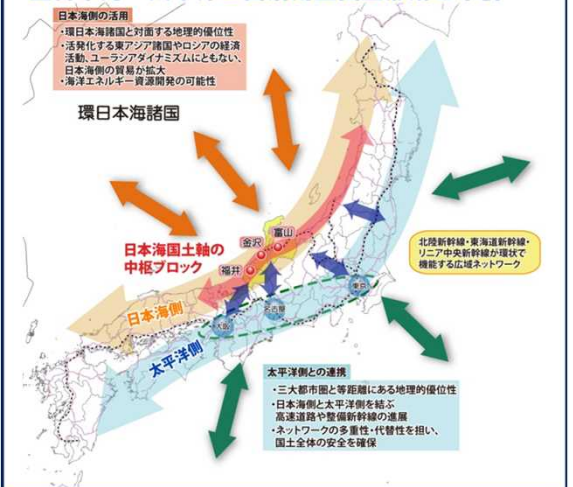 日本海側の活用
・環日本海諸国と対面する地理的優位性
・活発化する東アジア諸国やロシアの経済
活動、ユーラシアダイナミズムにともない、
日本海側の貿易が拡大
・海洋エネルギー資源開発の可能性
環日本海諸国
富山
金沢
日本海国土軸の
中枢ブロック
福井
北陸新幹線・東海道新幹線・
リニア中央新幹線が環状で
機能する広域ネットワーク
東京
名古屋
日本海側
大阪
太平洋側
太平洋側との連携
・三大都市圏と等距離にある地理的優位性
・日本海側と太平洋側を結ぶ
高速道路や整備新幹線の進展
・ネットワークの多重性・代替性を担い、
国土全体の安全を確保